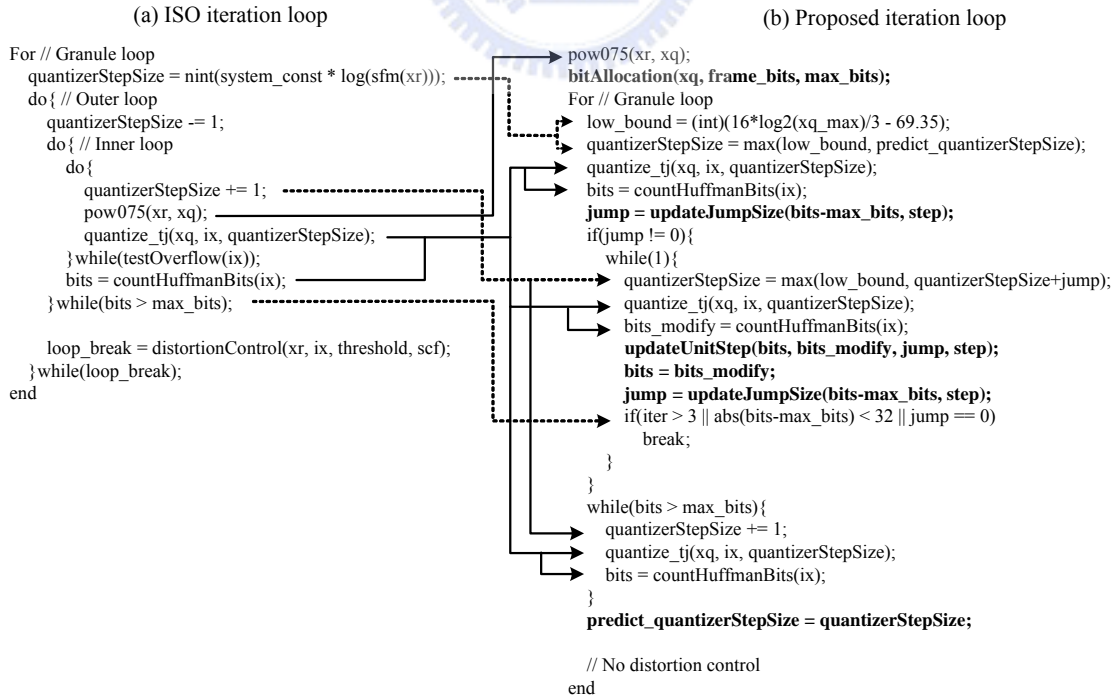 (a) ISO iteration loop
For // Granule loop
quantizerStepSize = nint(system_const * log(sfm(xr)));
do{ // Outer loop
quantizerStepSize -= 1;
do{ // Inner loop
do{
quantizerStepSize += 1;
pow075(xr, xq);
quantize_tj(xq, ix, quantizerStepSize);
}while(testOverflow(ix));
bits = countHuffmanBits(ix);
}while(bits > max_bits);
loop_break = distortionControl(xr, ix, threshold, scf);
}while(loop_break);
end
(b) Proposed iteration loop
pow075(xr, xq);
bitAllocation(xq, frame_bits, max_bits);
For // Granule loop
low_bound = (int)(16*log2(xq_max)/3 - 69.35);
quantizerStepSize = max(low_bound, predict_quantizerStepSize);
quantize_tj(xq, ix, quantizerStepSize);
bits = countHuffmanBits(ix);
jump = updateJumpSize(bits-max_bits, step);
if(jump != 0){
while(1){
quantizerStepSize = max(low_bound, quantizerStepSize+jump);
quantize_tj(xq, ix, quantizerStepSize);
bits_modify = countHuffmanBits(ix);
updateUnitStep(bits, bits_modify, jump, step);
bits = bits_modify;
jump = updateJumpSize(bits-max_bits, step);
if(iter > 3 || abs(bits-max_bits) < 32 || jump == 0)
break;
}
}
while(bits > max_bits){
quantizerStepSize += 1;
quantize_tj(xq, ix, quantizerStepSize);
bits = countHuffmanBits(ix);
}
predict_quantizerStepSize = quantizerStepSize;
// No distortion control
end